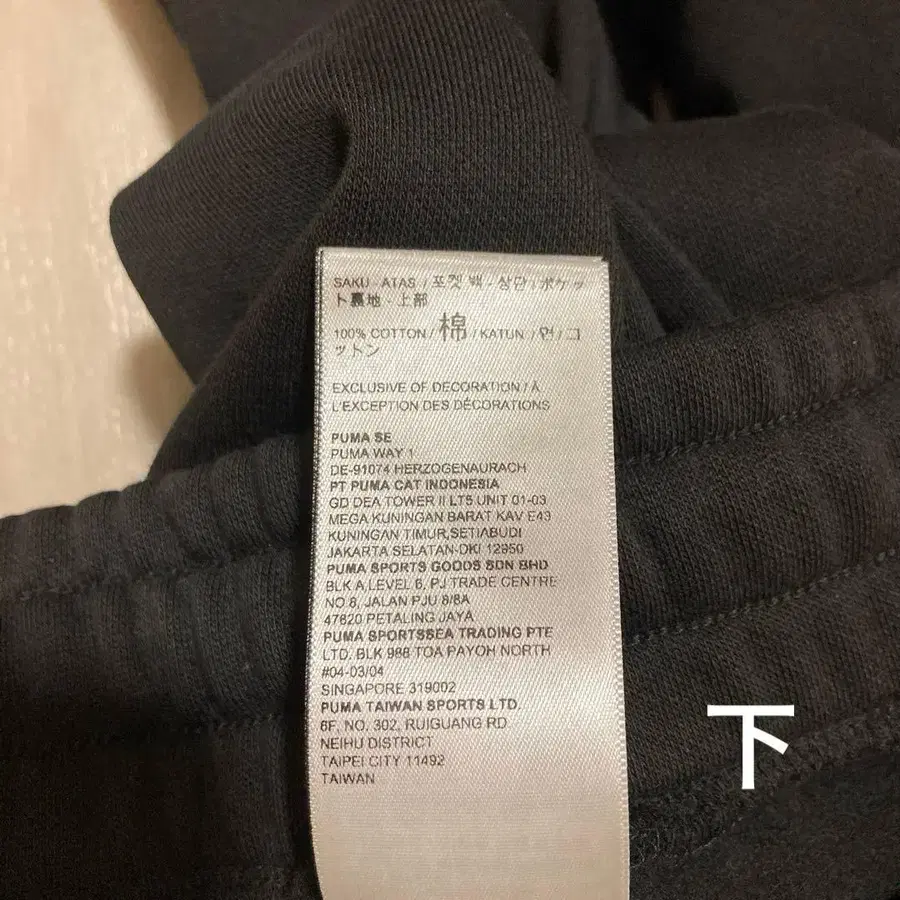 SAKU - ATAS / 포켓 백 - 상단 / ポケッ
ト裏地 - 上部
100% COTTON / 棉 / KATUN / 면 / コ
ットン
EXCLUSIVE OF DECORATION / À
L'EXCEPTION DES DÉCORATIONS
PUMA SE
PUMA WAY 1
DE-91074 HERZOGENAURACH
PT PUMA CAT INDONESIA
GD DEA TOWER II LT5 UNIT 01-03
MEGA KUNINGAN BARAT KAV E43
KUNINGAN TIMUR,SETIABUDI
JAKARTA SELATAN-DKI 12950
PUMA SPORTS GOODS SDN BHD
BLK A,LEVEL 6, PJ TRADE CENTRE
NO 8, JALAN PJU 8/8A
47820 PETALING JAYA
PUMA SPORTSSEA TRADING PTE
LTD. BLK 986 TOA PAYOH NORTH
#04-03/04
SINGAPORE 319002
PUMA TAIWAN SPORTS LTD.
6F, NO. 302, RUIGUANG RD
NEIHU DISTRICT
TAIPEI CITY 11492
TAIWAN
下